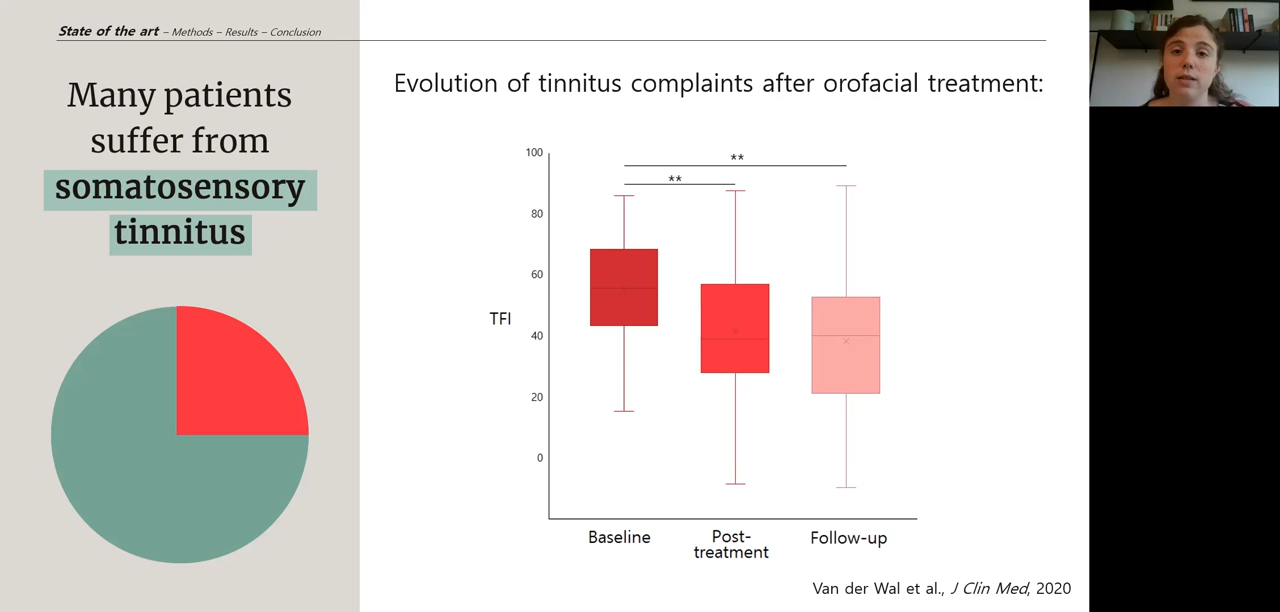 State of the art – Methods – Results – Conclusion
Many patients
suffer from
somatosensory
tinnitus
Evolution of tinnitus complaints after orofacial treatment:
100
**
**
80
60
TFI
40
20
0
Baseline
Post-
treatment
Follow-up
Van der Wal et al., J Clin Med, 2020